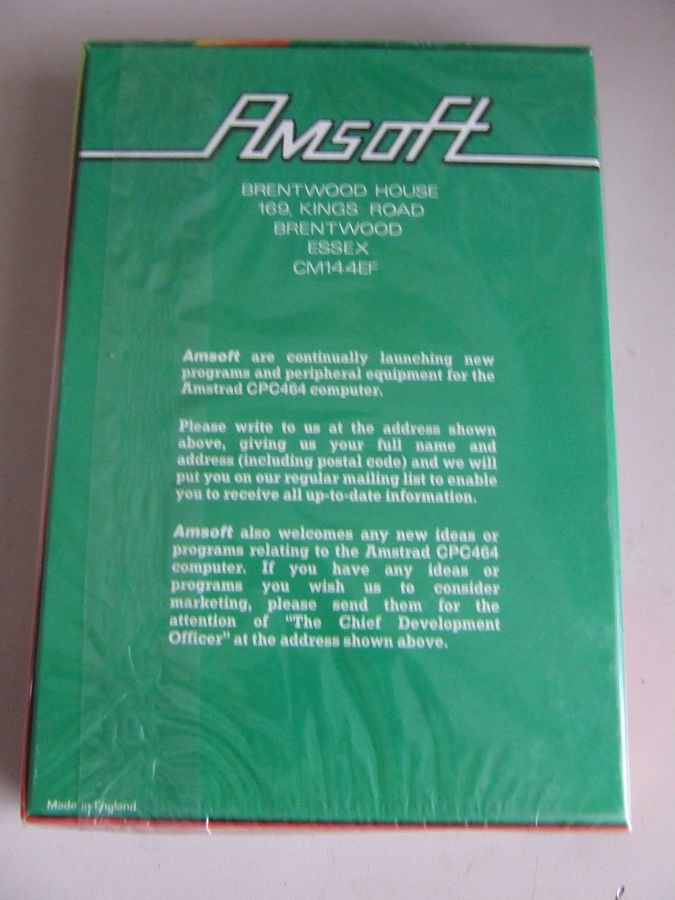 Amsoft
BRENTWOOD HOUSE
169, KINGS ROAD
BRENTWOOD
ESSEX
CM14 4EF
Amsoft are continually launching new
programs and peripheral equipment for the
Amstrad CPC464 computer.
Please write to us at the address shown
above, giving us your full name and
address (including postal code) and we will
put you on our regular mailing list to enable
you to receive all up-to-date information.
Amsoft also welcomes any new ideas or
programs relating to the Amstrad CPC464
computer. If you have any ideas or
programs you wish us to consider
marketing, please send them for the
attention of "The Chief Development
Officer" at the address shown above.
Made in England